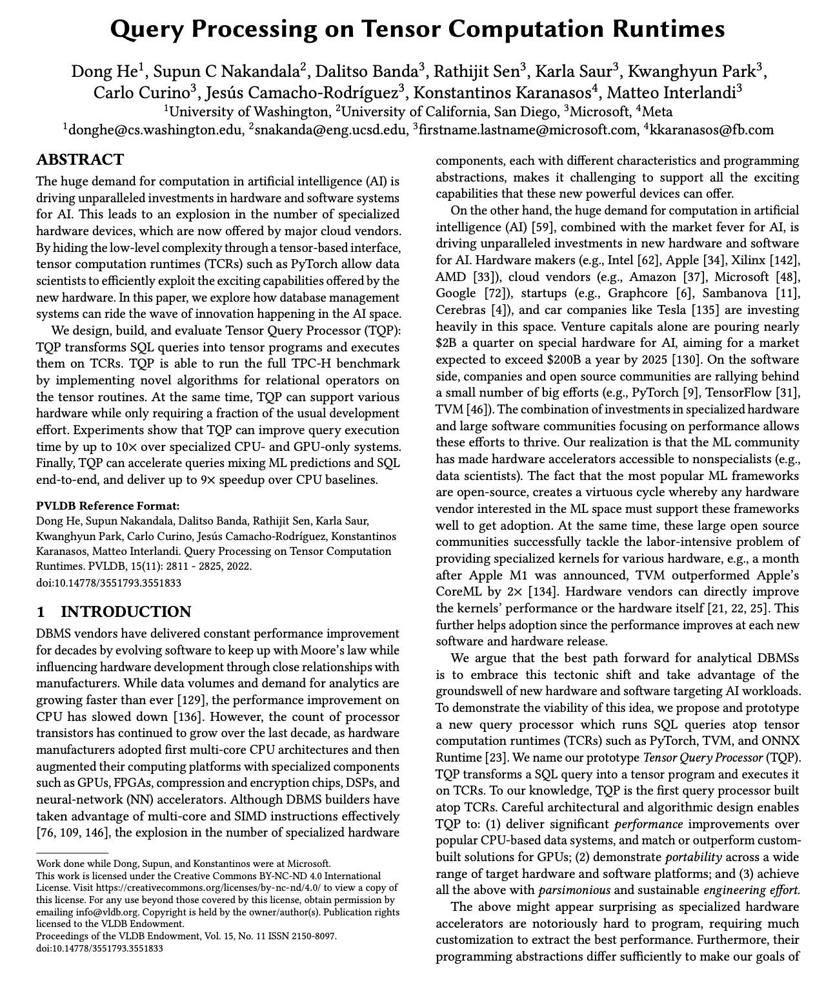 Query Processing on Tensor Computation Runtimes
Dong He1, Supun C Nakandala2, Dalitso Banda3, Rathijit Sen3, Karla Saur3, Kwanghyun Park3,
Carlo Curino3, Jesús Camacho-Rodríguez3, Konstantinos Karanasos4, Matteo Interlandi3
1University of Washington, 2University of California, San Diego, 3Microsoft, 4Meta
1donghe@cs.washington.edu, 2snakanda@eng.ucsd.edu, 3firstname.lastname@microsoft.com, 4kkaranasos@fb.com
ABSTRACT
The huge demand for computation in artificial intelligence (AI) is
driving unparalleled investments in hardware and software systems
for AI. This leads to an explosion in the number of specialized
hardware devices, which are now offered by major cloud vendors.
By hiding the low-level complexity through a tensor-based interface,
tensor computation runtimes (TCRs) such as PyTorch allow data
scientists to efficiently exploit the exciting capabilities offered by the
new hardware. In this paper, we explore how database management
systems can ride the wave of innovation happening in the AI space.
We design, build, and evaluate Tensor Query Processor (TQP):
TQP transforms SQL queries into tensor programs and executes
them on TCRs. TQP is able to run the full TPC-H benchmark
by implementing novel algorithms for relational operators on
the tensor routines. At the same time, TQP can support various
hardware while only requiring a fraction of the usual development
effort. Experiments show that TQP can improve query execution
time by up to 10× over specialized CPU- and GPU-only systems.
Finally, TQP can accelerate queries mixing ML predictions and SQL
end-to-end, and deliver up to 9× speedup over CPU baselines.
PVLDB Reference Format:
Dong He, Supun Nakandala, Dalitso Banda, Rathijit Sen, Karla Saur,
Kwanghyun Park, Carlo Curino, Jesús Camacho-Rodríguez, Konstantinos
Karanasos, Matteo Interlandi. Query Processing on Tensor Computation
Runtimes. PVLDB, 15(11): 2811 - 2825, 2022.
doi:10.14778/3551793.3551833
1 INTRODUCTION
DBMS vendors have delivered constant performance improvement
for decades by evolving software to keep up with Moore's law while
influencing hardware development through close relationships with
manufacturers. While data volumes and demand for analytics are
growing faster than ever [129], the performance improvement on
CPU has slowed down [136]. However, the count of processor
transistors has continued to grow over the last decade, as hardware
manufacturers adopted first multi-core CPU architectures and then
augmented their computing platforms with specialized components
such as GPUs, FPGAs, compression and encryption chips, DSPs, and
neural-network (NN) accelerators. Although DBMS builders have
taken advantage of multi-core and SIMD instructions effectively
[76, 109, 146], the explosion in the number of specialized hardware
Work done while Dong, Supun, and Konstantinos were at Microsoft.
This work is licensed under the Creative Commons BY-NC-ND 4.0 International
License. Visit https://creativecommons.org/licenses/by-nc-nd/4.0/ to view a copy of
this license. For any use beyond those covered by this license, obtain permission by
emailing info@vldb.org. Copyright is held by the owner/author(s). Publication rights
licensed to the VLDB Endowment.
Proceedings of the VLDB Endowment, Vol. 15, No. 11 ISSN 2150-8097.
doi:10.14778/3551793.3551833
components, each with different characteristics and programming
abstractions, makes it challenging to support all the exciting
capabilities that these new powerful devices can offer.
On the other hand, the huge demand for computation in artificial
intelligence (AI) [59], combined with the market fever for AI, is
driving unparalleled investments in new hardware and software
for AI. Hardware makers (e.g., Intel [62], Apple [34], Xilinx [142],
AMD [33]), cloud vendors (e.g., Amazon [37], Microsoft [48],
Google [72]), startups (e.g., Graphcore [6], Sambanova [11],
Cerebras [4]), and car companies like Tesla [135] are investing
heavily in this space. Venture capitals alone are pouring nearly
$2B a quarter on special hardware for AI, aiming for a market
expected to exceed $200B a year by 2025 [130]. On the software
side, companies and open source communities are rallying behind
a small number of big efforts (e.g., PyTorch [9], TensorFlow [31],
TVM [46]). The combination of investments in specialized hardware
and large software communities focusing on performance allows
these efforts to thrive. Our realization is that the ML community
has made hardware accelerators accessible to nonspecialists (e.g.,
data scientists). The fact that the most popular ML frameworks
are open-source, creates a virtuous cycle whereby any hardware
vendor interested in the ML space must support these frameworks
well to get adoption. At the same time, these large open source
communities successfully tackle the labor-intensive problem of
providing specialized kernels for various hardware, e.g., a month
after Apple M1 was announced, TVM outperformed Apple's
CoreML by 2× [134]. Hardware vendors can directly improve
the kernels' performance or the hardware itself [21, 22, 25]. This
further helps adoption since the performance improves at each new
software and hardware release.
We argue that the best path forward for analytical DBMSs
is to embrace this tectonic shift and take advantage of the
groundswell of new hardware and software targeting AI workloads.
To demonstrate the viability of this idea, we propose and prototype
a new query processor which runs SQL queries atop tensor
computation runtimes (TCRs) such as PyTorch, TVM, and ONNX
Runtime [23]. We name our prototype Tensor Query Processor (TQP).
TQP transforms a SQL query into a tensor program and executes it
on TCRs. To our knowledge, TQP is the first query processor built
atop TCRs. Careful architectural and algorithmic design enables
TQP to: (1) deliver significant performance improvements over
popular CPU-based data systems, and match or outperform custom-
built solutions for GPUs; (2) demonstrate portability across a wide
range of target hardware and software platforms; and (3) achieve
all the above with parsimonious and sustainable engineering effort.
The above might appear surprising as specialized hardware
accelerators are notoriously hard to program, requiring much
customization to extract the best performance. Furthermore, their
programming abstractions differ sufficiently to make our goals of